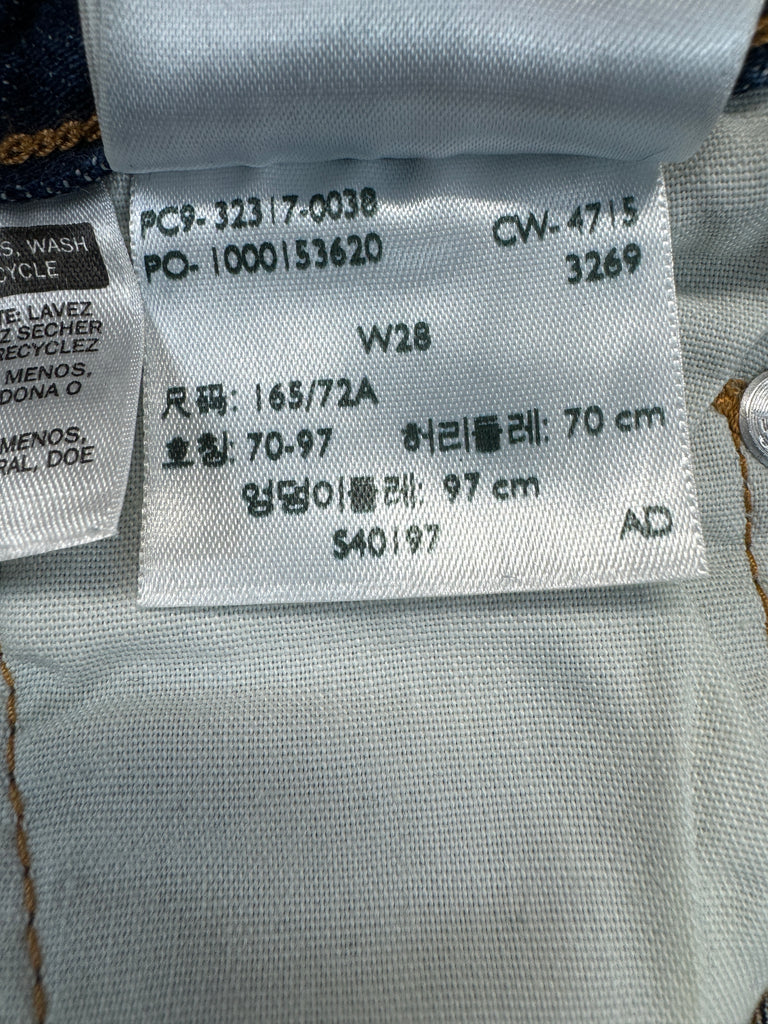 S, WASH
CYCLE
TE: LAVEZ
Z SECHER
RECYCLEZ
MENOS,
DONA O
MENOS,
RAL, DOE
PC9-32317-0038
CW-4715
PO-1000153620
3269
W28
尺码: 165/72A
호칭: 70-97 허리둘레: 70 cm
엉덩이둘레: 97 cm
S40197
AD